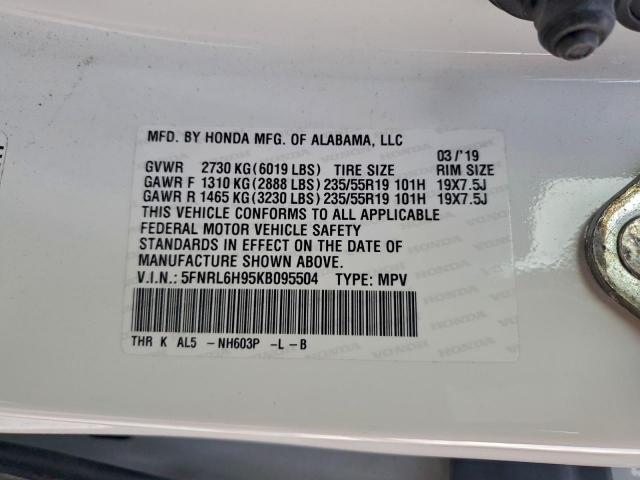 MFD. BY HONDA MFG. OF ALABAMA, LLC
03/'19
GVWR 2730 KG(6019 LBS) TIRE SIZE RIM SIZE
GAWR F 1310 KG(2888 LBS) 235/55R19 101H 19X7.5J
GAWR R 1465 KG(3230 LBS) 235/55R19 101H 19X7.5J
THIS VEHICLE CONFORMS TO ALL APPLICABLE
FEDERAL MOTOR VEHICLE SAFETY
STANDARDS IN EFFECT ON THE DATE OF
MANUFACTURE SHOWN ABOVE.
V.I.N.: 5FNRL6H95KB095504 TYPE: MPV
THR K AL5 -NH603P -L-B